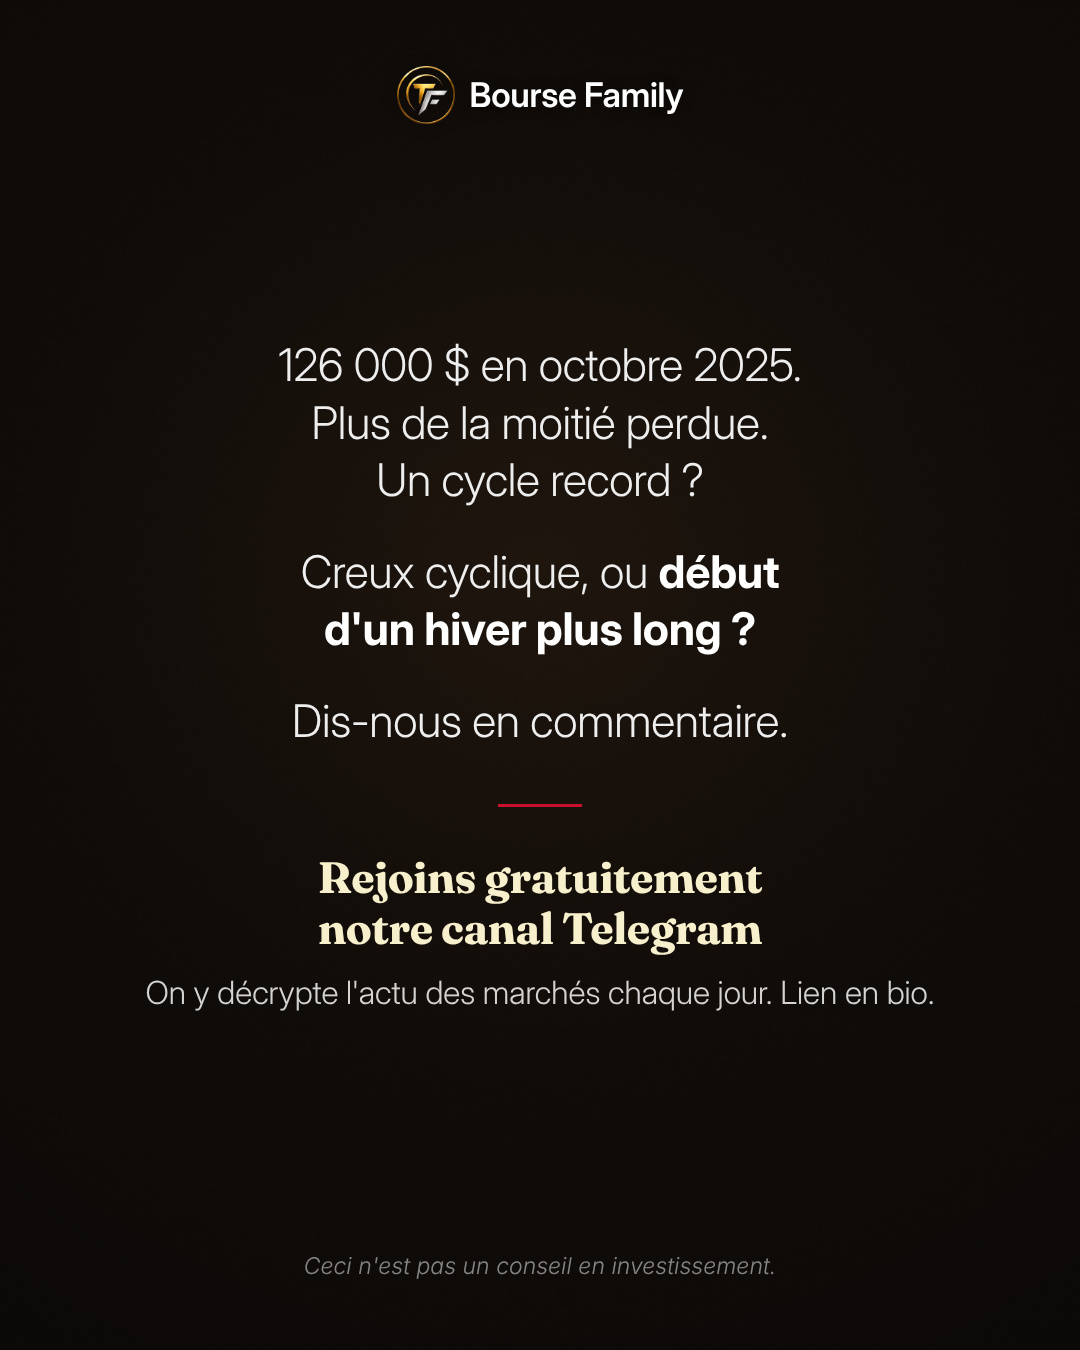 TF Bourse Family
126 000 $ en octobre 2025.
Plus de la moitié perdue.
Un cycle record ?
Creux cyclique, ou début
d'un hiver plus long ?
Dis-nous en commentaire.
Rejoins gratuitement
notre canal Telegram
On y décrypte l'actu des marchés chaque jour. Lien en bio.
Ceci n'est pas un conseil en investissement.